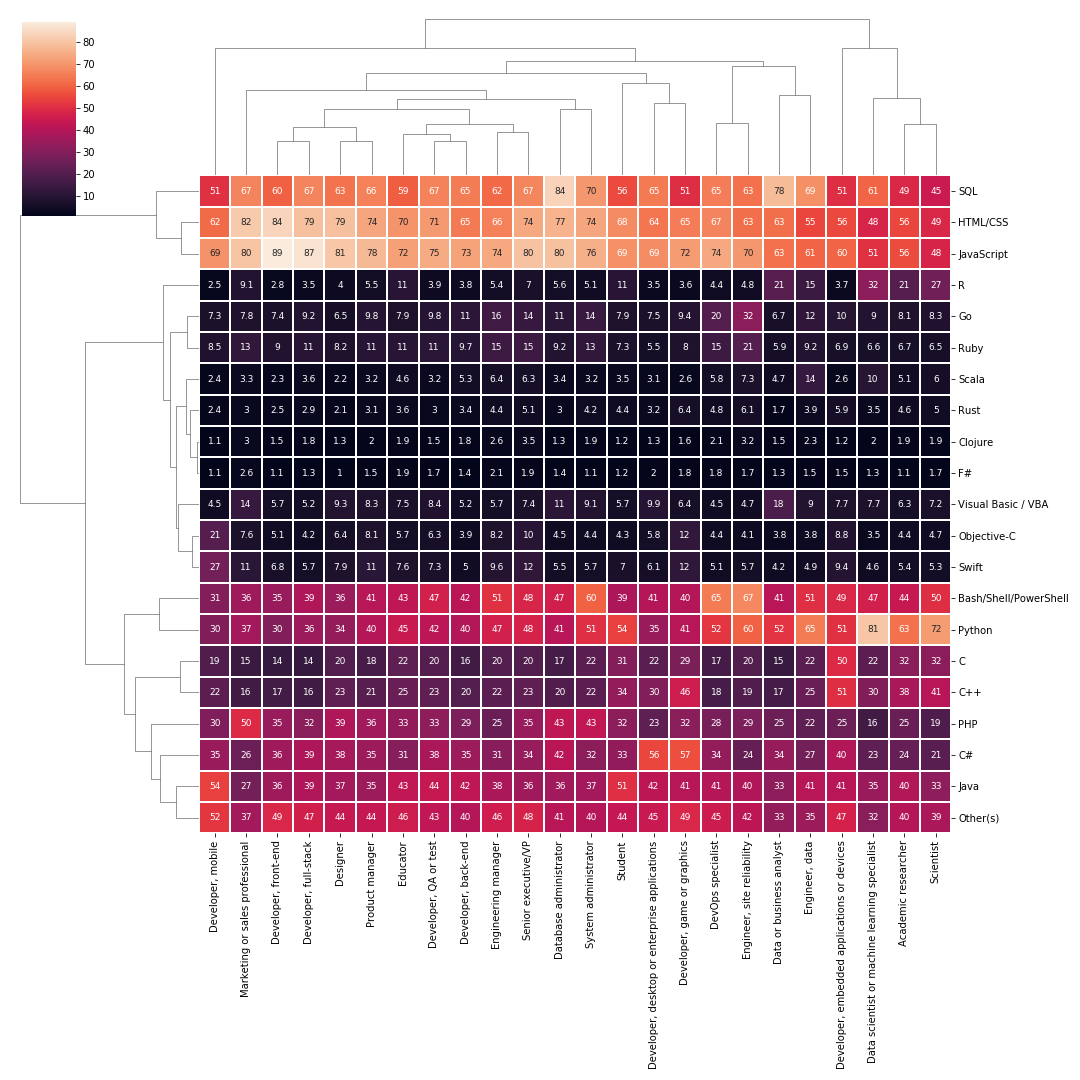 80
70
60
50
40
30
20
10
51 67 60 67 63 66 59 67 65 62 67 84 70 56 65 51 65 63 78 69 51 61 49 45 SQL
62 82 84 79 79 74 70 71 65 66 74 77 74 68 64 65 67 63 63 55 56 48 56 49 HTML/CSS
69 80 89 87 81 78 72 75 73 74 80 80 76 69 69 72 74 70 63 61 60 51 56 48 JavaScript
2.5 9.1 2.8 3.5 4 5.5 11 3.9 3.8 5.4 7 5.6 5.1 11 3.5 3.6 4.4 4.8 21 15 3.7 32 21 27 R
7.3 7.8 7.4 9.2 6.5 9.8 7.9 9.8 11 16 14 11 14 7.9 7.5 9.4 20 32 6.7 12 10 9 8.1 8.3 Go
8.5 13 9 11 8.2 11 11 11 9.7 15 15 9.2 13 7.3 5.5 8 15 21 5.9 9.2 6.9 6.6 6.7 6.5 Ruby
2.4 3.3 2.3 3.6 2.2 3.2 4.6 3.2 5.3 6.4 6.3 3.4 3.2 3.5 3.1 2.6 5.8 7.3 4.7 14 2.6 10 5.1 6 Scala
2.4 3 2.5 2.9 2.1 3.1 3.6 3 3.4 4.4 5.1 3 4.2 4.4 3.2 6.4 4.8 6.1 1.7 3.9 5.9 3.5 4.6 5 Rust
1.1 3 1.5 1.8 1.3 2 1.9 1.5 1.8 2.6 3.5 1.3 1.9 1.2 1.3 1.6 2.1 3.2 1.5 2.3 1.2 2 1.9 1.9 Clojure
1.1 2.6 1.1 1.3 1 1.5 1.9 1.7 1.4 2.1 1.9 1.4 1.1 1.2 2 1.8 1.8 1.7 1.3 1.5 1.5 1.3 1.1 1.7 F#
4.5 14 5.7 5.2 9.3 8.3 7.5 8.4 5.2 5.7 7.4 11 9.1 5.7 9.9 6.4 4.5 4.7 18 9 7.7 7.7 6.3 7.2 Visual Basic / VBA
21 7.6 5.1 4.2 6.4 8.1 5.7 6.3 3.9 8.2 10 4.5 4.4 4.3 5.8 12 4.4 4.1 3.8 3.8 8.8 3.5 4.4 4.7 Objective-C
27 11 6.8 5.7 7.9 11 7.6 7.3 5 9.6 12 5.5 5.7 7 6.1 12 5.1 5.7 4.2 4.9 9.4 4.6 5.4 5.3 Swift
31 36 35 39 36 41 43 47 42 51 48 47 60 39 41 40 65 67 41 51 49 47 44 50 Bash/Shell/PowerShell
30 37 30 36 34 40 45 42 40 47 48 41 51 54 35 41 52 60 52 65 51 81 63 72 Python
19 15 14 14 20 18 22 20 16 20 20 17 22 31 22 29 17 20 15 22 50 22 32 32 C
22 16 17 16 23 21 25 23 20 22 23 20 22 34 30 46 18 19 17 25 51 30 38 41 C++
30 50 35 32 39 36 33 33 29 25 35 43 43 32 23 32 28 29 25 22 25 16 25 19 PHP
35 26 36 39 38 35 31 38 35 31 34 42 32 33 56 57 34 24 34 27 40 23 24 21 C#
54 27 36 39 37 35 43 44 42 38 36 36 37 51 42 41 41 40 33 41 41 35 40 33 Java
52 37 49 47 44 44 46 43 40 46 48 41 40 44 45 49 45 42 33 35 47 32 40 39 Other(s)
Developer, mobile
Marketing or sales professional
Developer, front-end
Developer, full-stack
Designer
Product manager
Educator
Developer, QA or test
Developer, back-end
Engineering manager
Senior executive/VP
Database administrator
System administrator
Student
Developer, desktop or enterprise applications
Developer, game or graphics
DevOps specialist
Engineer, site reliability
Data or business analyst
Engineer, data
Developer, embedded applications or devices
Data scientist or machine learning specialist
Academic researcher
Scientist